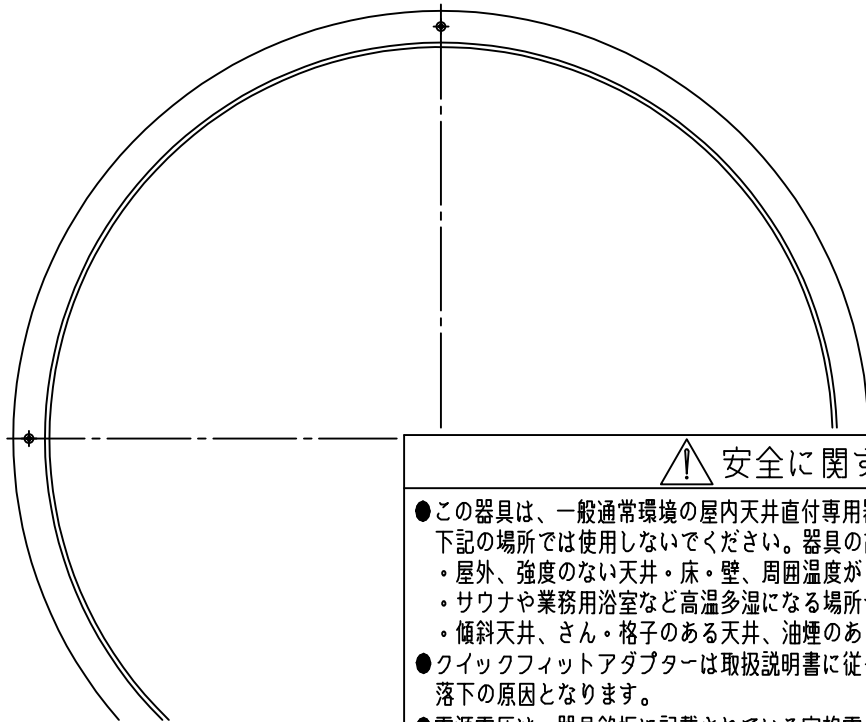 安全に関す
●この器具は、一般通常環境の屋内天井直付専用
下記の場所では使用しないでください。器具の
・屋外、強度のない天井・床・壁、周囲温度が
・サウナや業務用浴室など高温多湿になる場所
・傾斜天井、さん・格子のある天井、油煙のあ
●クイックフィットアダプターは取扱説明書に従
落下の原因となります。